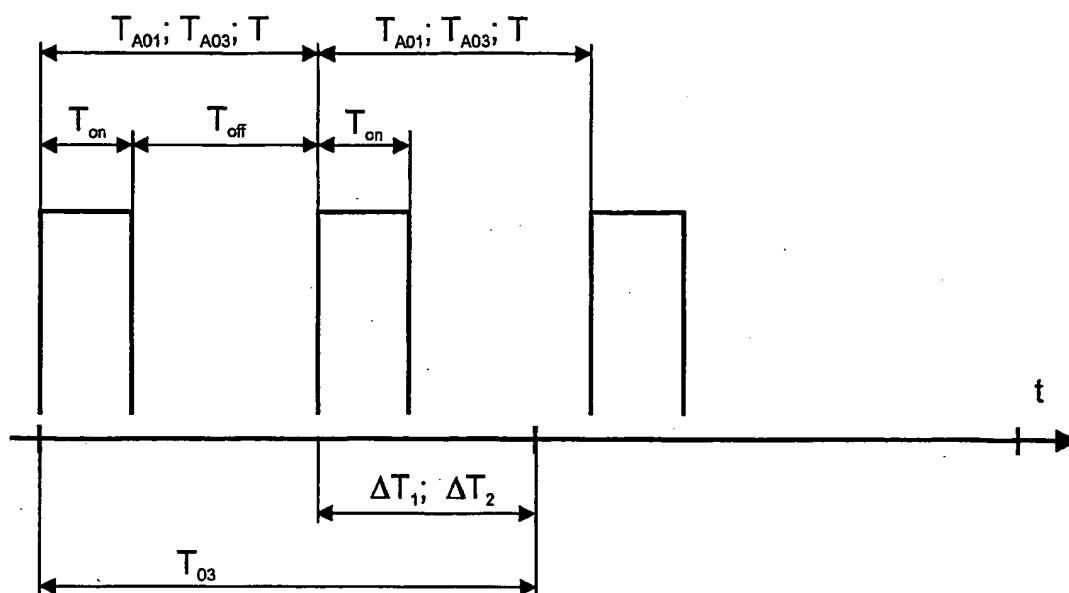 T_A01; T_A03; T T_A01; T_A03; T
T_on T_off T_on
t
ΔT_1; ΔT_2
T_03